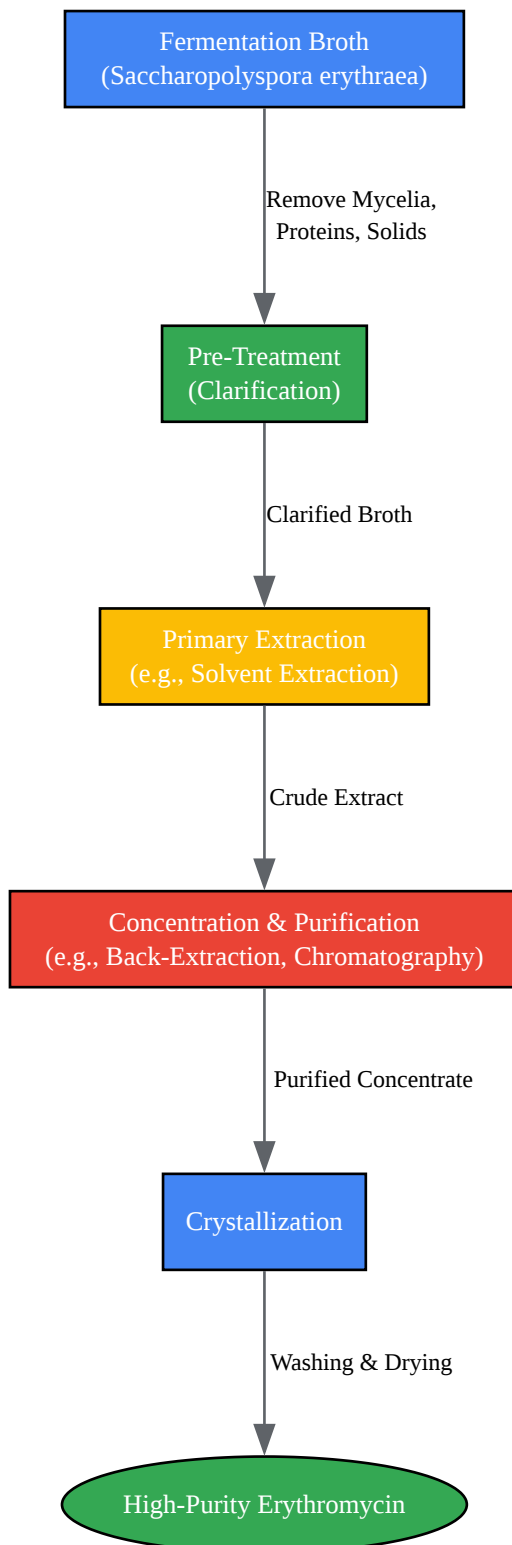 Fermentation Broth
(Saccharopolyspora erythraea)
Remove Mycelia,
Proteins, Solids
Pre-Treatment
(Clarification)
Clarified Broth
Primary Extraction
(e.g., Solvent Extraction)
Crude Extract
Concentration & Purification
(e.g., Back-Extraction, Chromatography)
Purified Concentrate
Crystallization
Washing & Drying
High-Purity Erythromycin